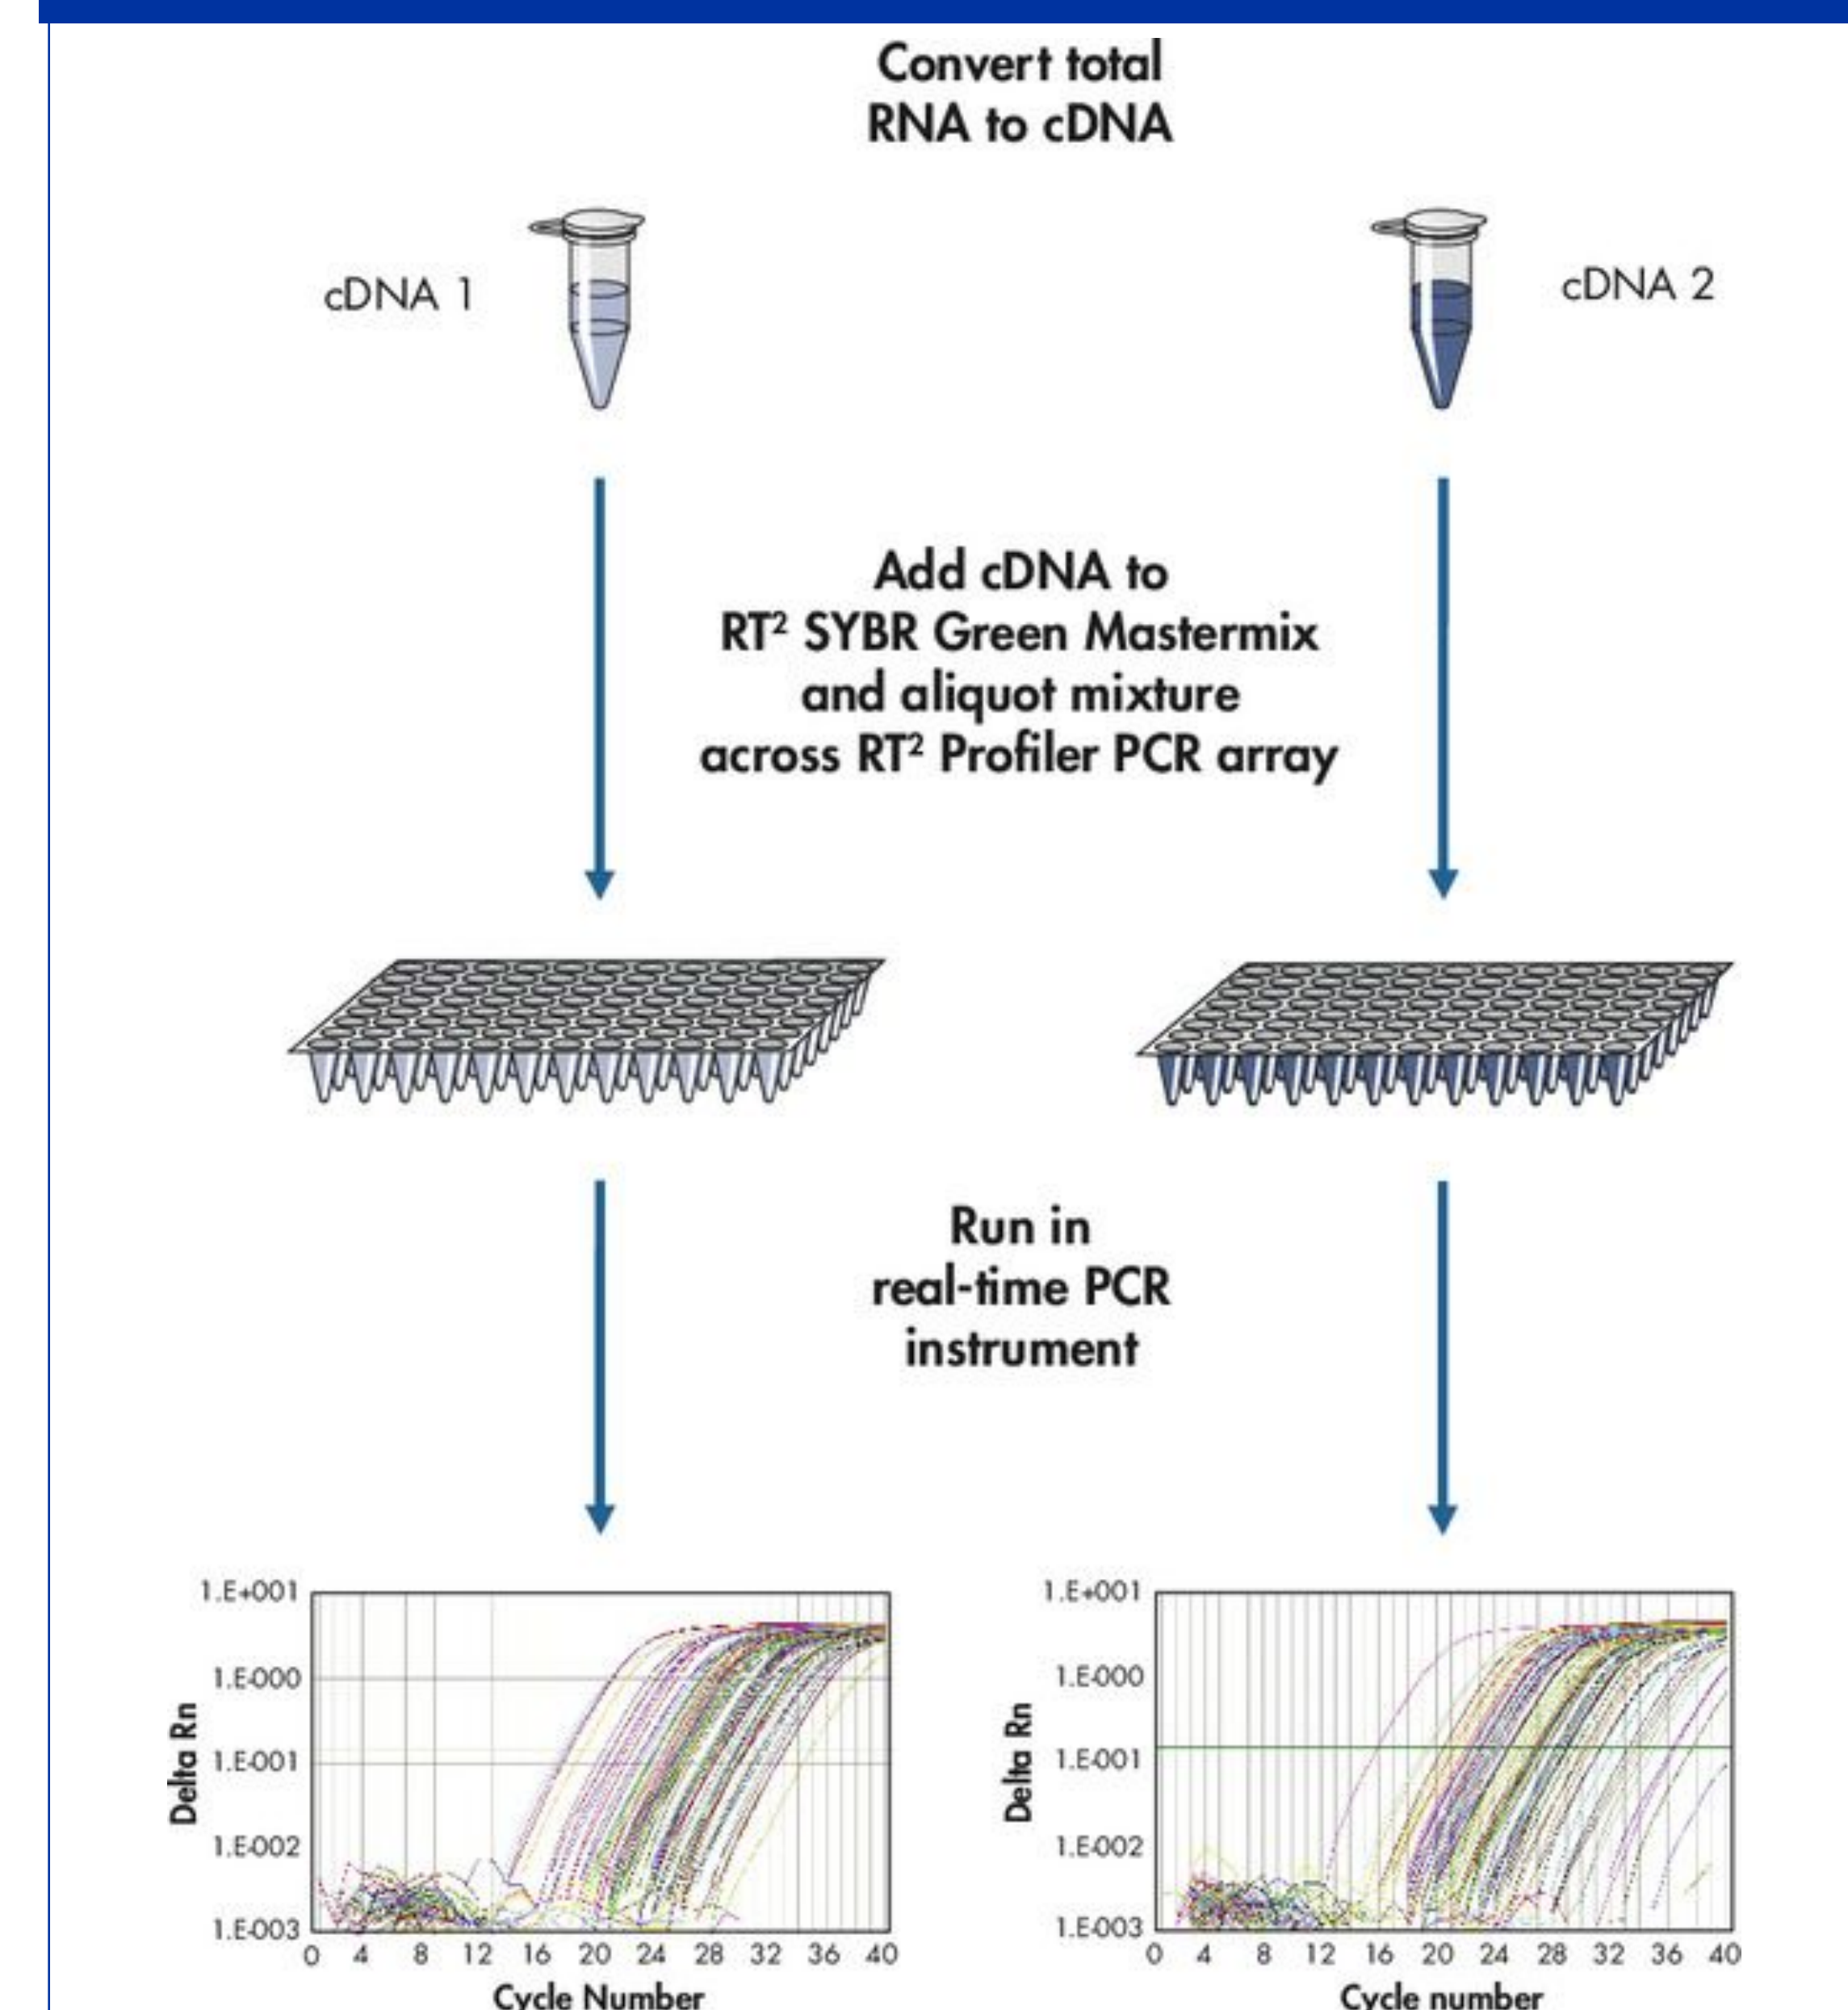 Convert total
RNA to cDNA
cDNA 1
cDNA 2
Add cDNA to
RT² SYBR Green Mastermix
and aliquot mixture
across RT² Profiler PCR array
Run in
real-time PCR
instrument
1.E+001
1.E-000
1.E-001
1.E-002
1.E-003
Delta Rn
0 4 8 12 16 20 24 28 32 36 40
Cycle Number
1.E+001
1.E-000
1.E-001
1.E-002
1.E-003
Delta Rn
0 4 8 12 16 20 24 28 32 36 40
Cycle number